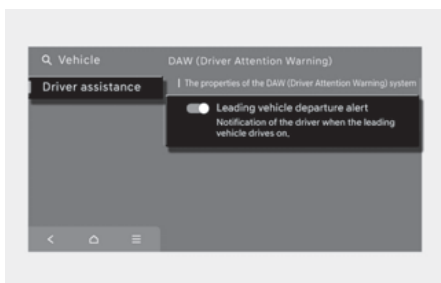 Vehicle
DAW (Driver Attention Warning)
Driver assistance
The properties of the DAW (Driver Attention Warning) system
Leading vehicle departure alert
Notification of the driver when the leading
vehicle drives on.